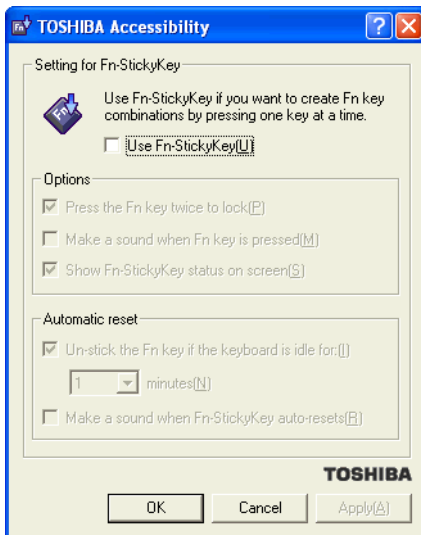 TOSHIBA Accessibility
Setting for Fn-StickyKey
Fn
Use Fn-StickyKey if you want to create Fn key
combinations by pressing one key at a time.
Use Fn-StickyKey(U)
Options
Press the Fn key twice to lock(P)
Make a sound when Fn key is pressed(M)
Show Fn-StickyKey status on screen(S)
Automatic reset
Un-stick the Fn key if the keyboard is idle for:(I)
1 minutes(N)
Make a sound when Fn-StickyKey auto-resets(R)
TOSHIBA
OK Cancel Apply(A)